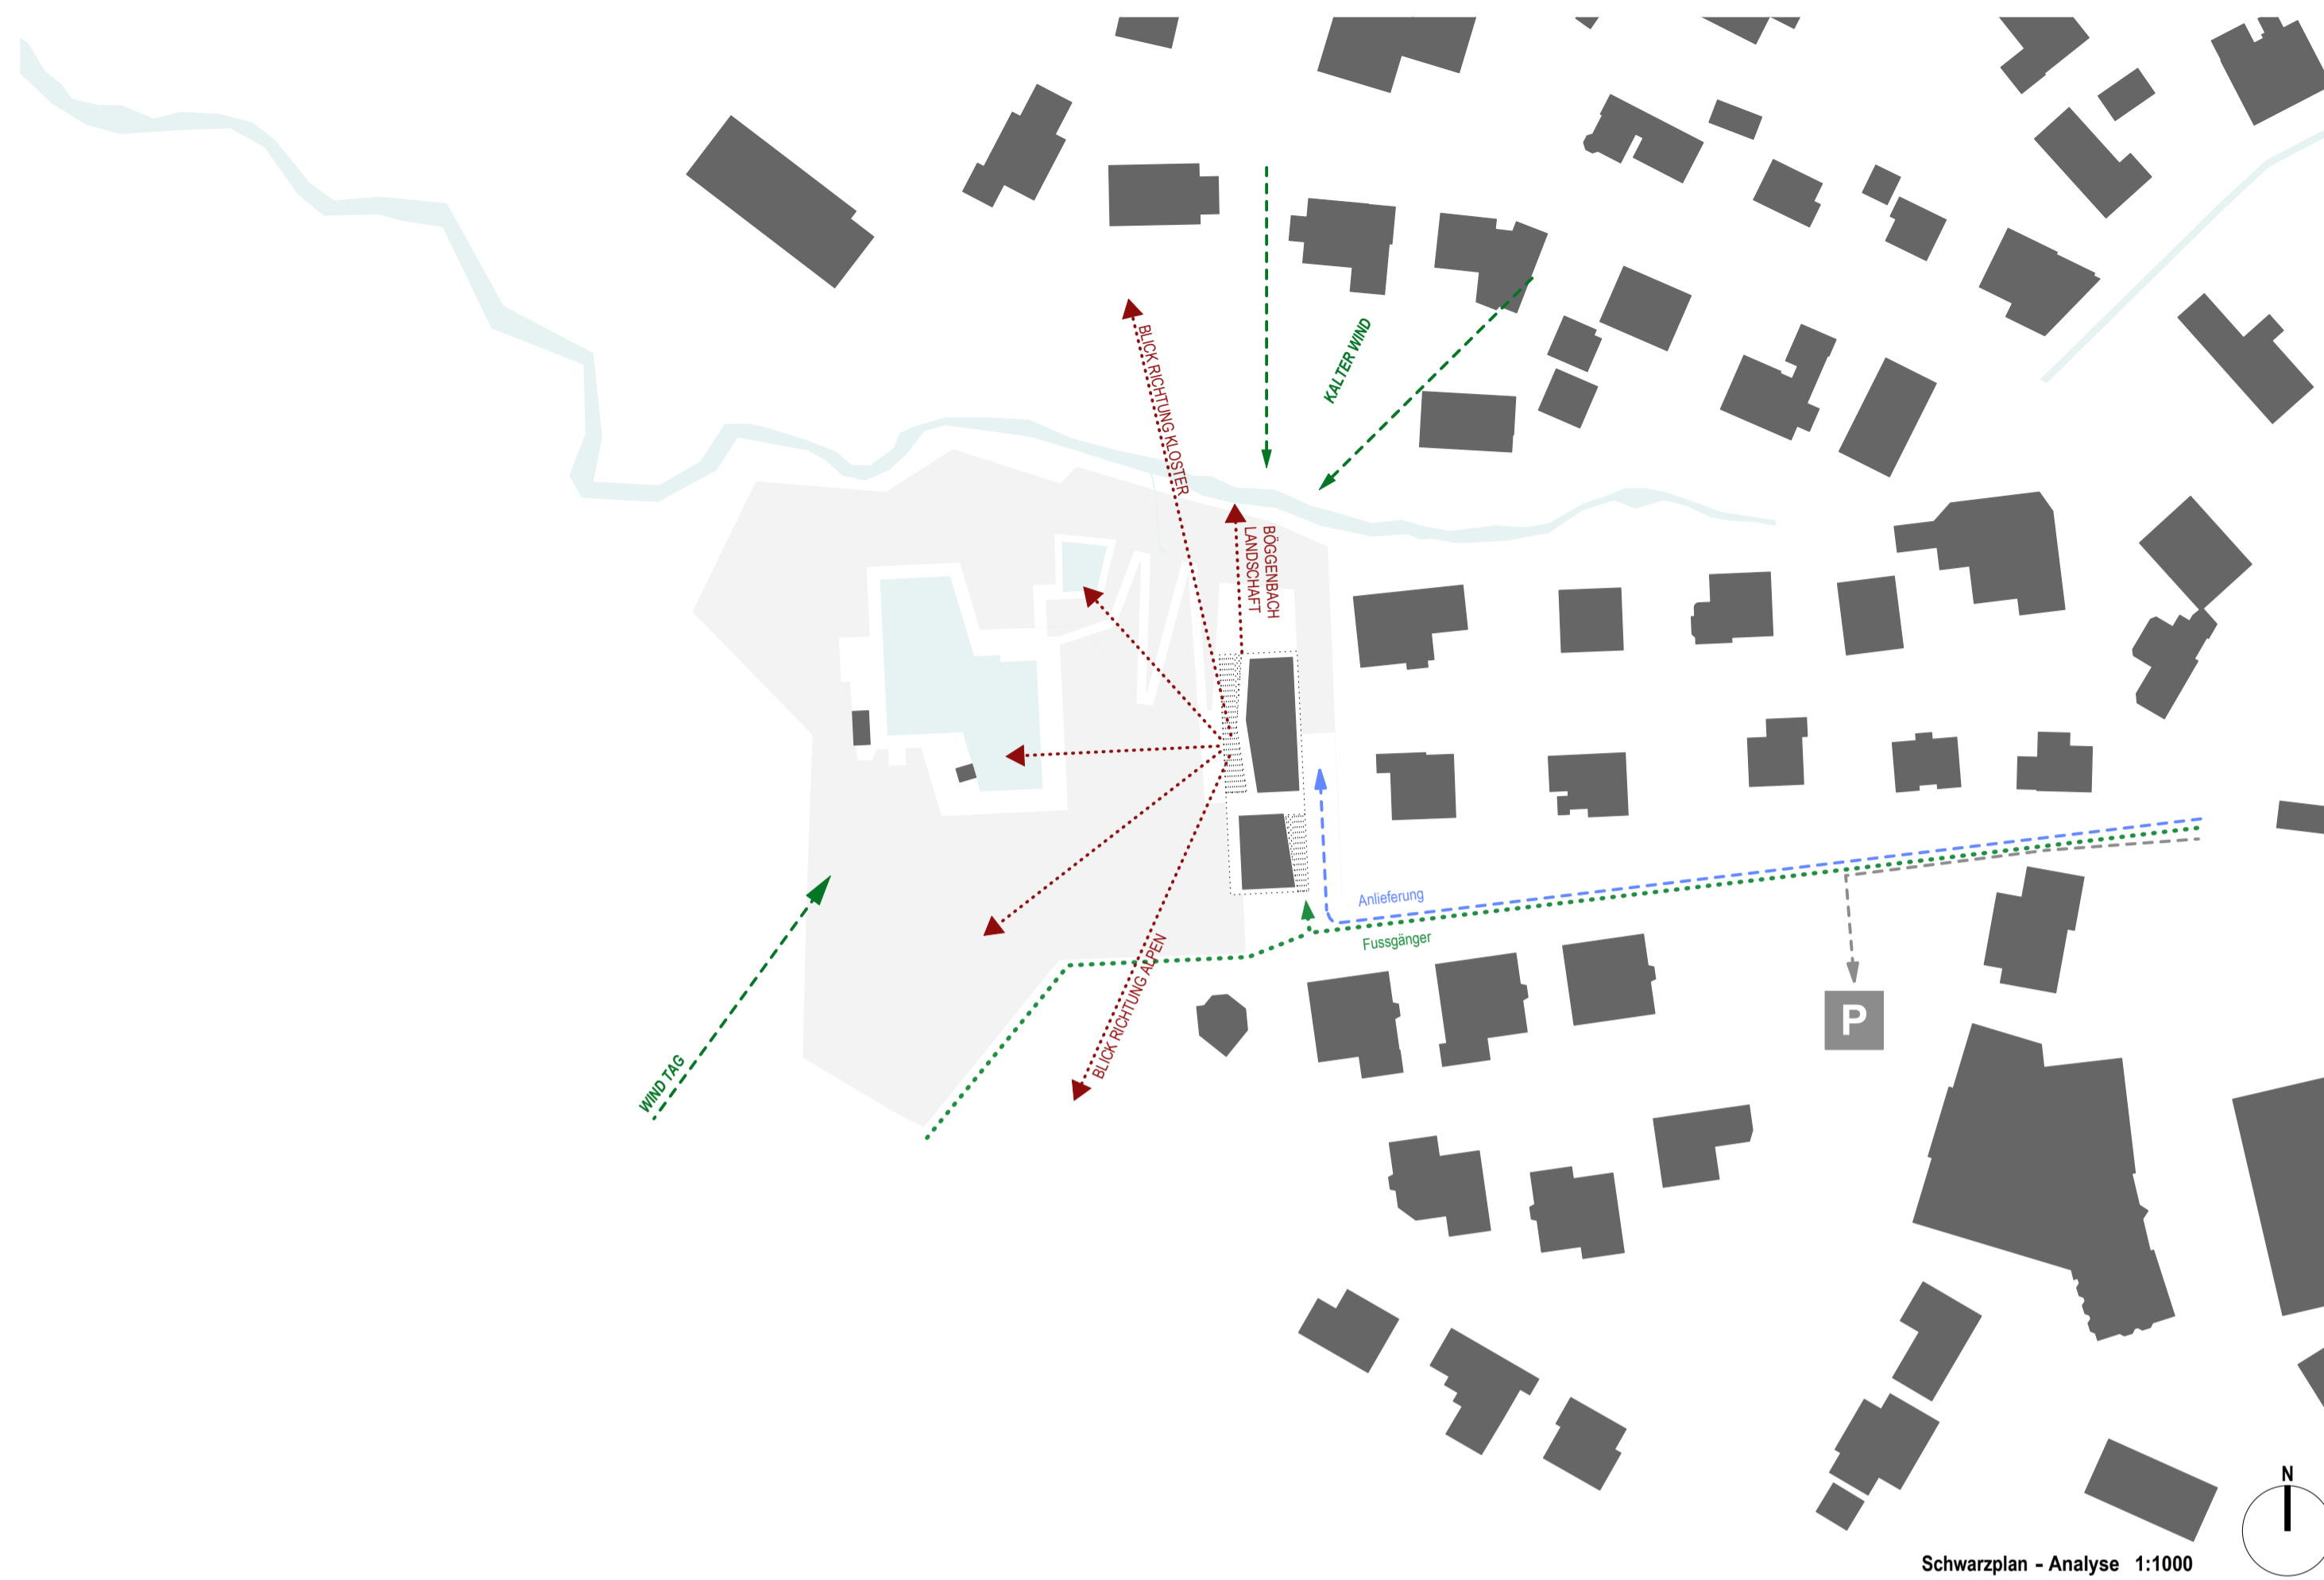 KALTER WIND
BLICK RICHTUNG KLOSTER
BÖGGENBACH
LANDSCHAFT
Anlieferung
Fussgänger
BLICK RICHTUNG ALPEN
WIND TAG
P
N
Schwarzplan - Analyse 1:1000